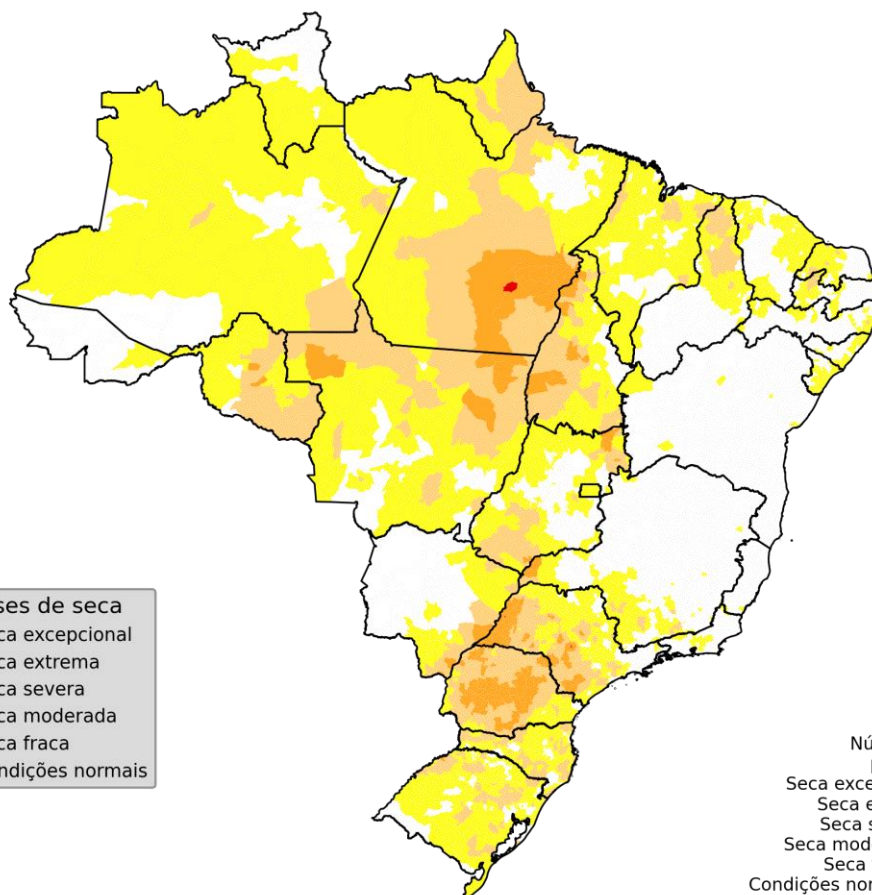 ses de seca
ca excepcional
ca extrema
ca severa
ca moderada
ca fraca
ndições normais
Nú
Seca exce
Seca e
Seca s
Seca mode
Seca
Condições nor